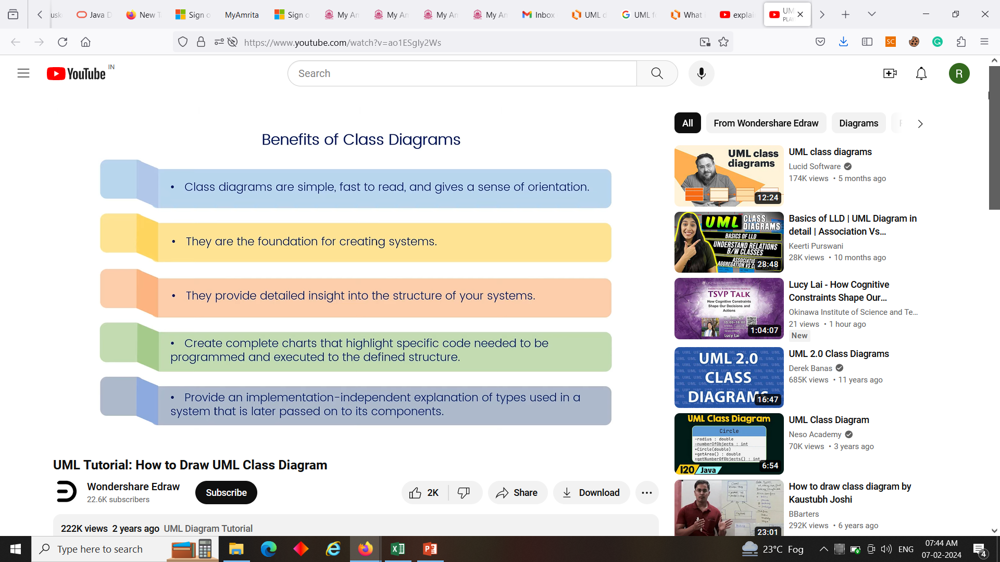 usk
Java D
New T
Sign o
MyAmrita
Sign o
My An
My An
My An
My An
Inbox
UML d
UML f
What i
explai
UM
PLAY
https://www.youtube.com/watch?v=ao1ESgIy2Ws
SC
YouTube IN
Search
R
All
From Wondershare Edraw
Diagrams
Benefits of Class Diagrams
• Class diagrams are simple, fast to read, and gives a sense of orientation.
• They are the foundation for creating systems.
• They provide detailed insight into the structure of your systems.
• Create complete charts that highlight specific code needed to be
programmed and executed to the defined structure.
• Provide an implementation-independent explanation of types used in a
system that is later passed on to its components.
UML Tutorial: How to Draw UML Class Diagram
Wondershare Edraw
22.6K subscribers
Subscribe
2K
Share
Download
222K views 2 years ago UML Diagram Tutorial
UML class
diagrams
12:24
UML class diagrams
Lucid Software
174K views • 5 months ago
UML CLASS
DIAGRAMS
BASICS OF LLD
UNDERSTAND RELATIONS
B/W CLASSES
28:48
Basics of LLD | UML Diagram in
detail | Association Vs...
Keerti Purswani
28K views • 10 months ago
THEORETICAL SCIENCES VISITING PROGRAM
TSVP TALK
How Cognitive Constraints
Shape Our Decisions and
Actions
15:00-16:00
Lucy Lai
1:04:07
Lucy Lai - How Cognitive
Constraints Shape Our...
Okinawa Institute of Science and Te...
21 views • 1 hour ago
New
UML 2.0
CLASS
DIAGRAMS
16:47
UML 2.0 Class Diagrams
Derek Banas
685K views • 11 years ago
UML Class Diagram
Circle
-radius : double
-numberOfObjects : int
+Circle(double)
+getArea() : double
+getNumberOfObjects() : int
120 Java
6:54
UML Class Diagram
Neso Academy
70K views • 3 years ago
23:01
How to draw class diagram by
Kaustubh Joshi
BBarters
292K views • 6 years ago
Type here to search
23°C Fog
ENG
07:44 AM
07-02-2024
4